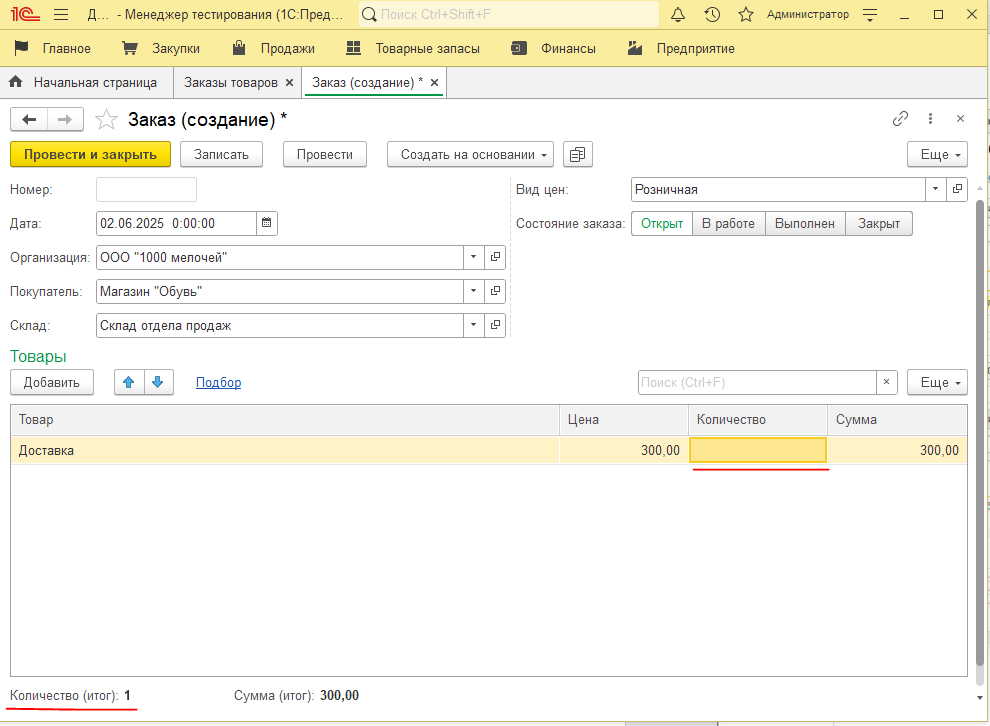 1С Д... - Менеджер тестирования (1С:Пред... Поиск Ctrl+Shift+F Администратор
Главное Закупки Продажи Товарные запасы Финансы Предприятие
Начальная страница Заказы товаров Заказ (создание) *
Заказ (создание) *
Провести и закрыть Записать Провести Создать на основании Еще
Номер: Вид цен: Розничная
Дата: 02.06.2025 0:00:00 Состояние заказа: Открыт В работе Выполнен Закрыт
Организация: ООО "1000 мелочей"
Покупатель: Магазин "Обувь"
Склад: Склад отдела продаж
Товары
Добавить Подбор Поиск (Ctrl+F) × Еще
Товар Цена Количество Сумма
Доставка 300,00 300,00
Количество (итог): 1 Сумма (итог): 300,00